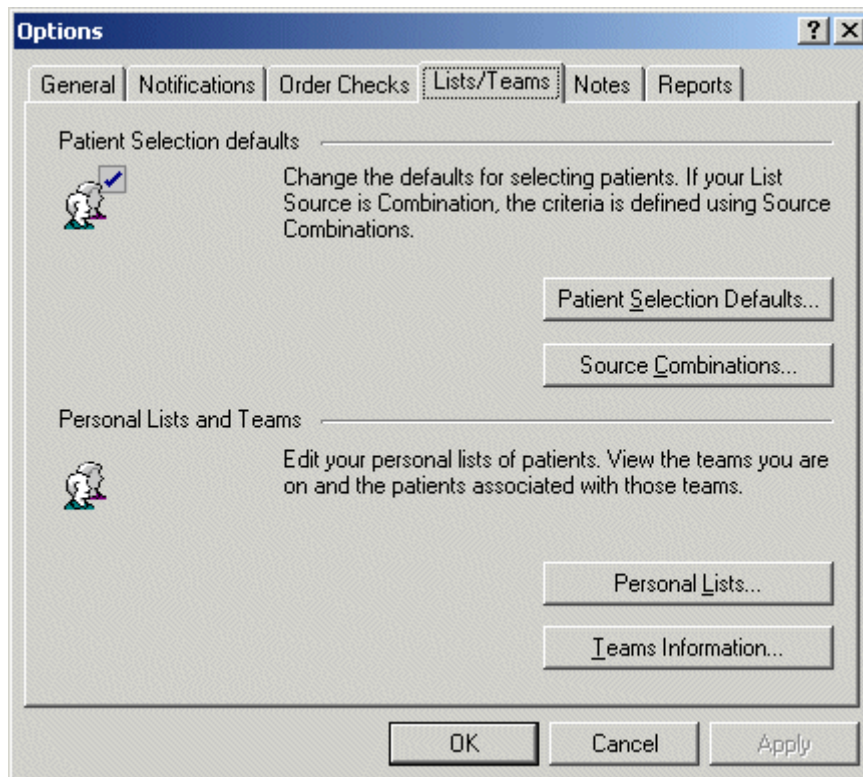 Options
General Notifications Order Checks Lists/Teams Notes Reports
Patient Selection defaults
Change the defaults for selecting patients. If your List
Source is Combination, the criteria is defined using Source
Combinations.
Patient Selection Defaults...
Source Combinations...
Personal Lists and Teams
Edit your personal lists of patients. View the teams you are
on and the patients associated with those teams.
Personal Lists...
Teams Information...
OK Cancel Apply